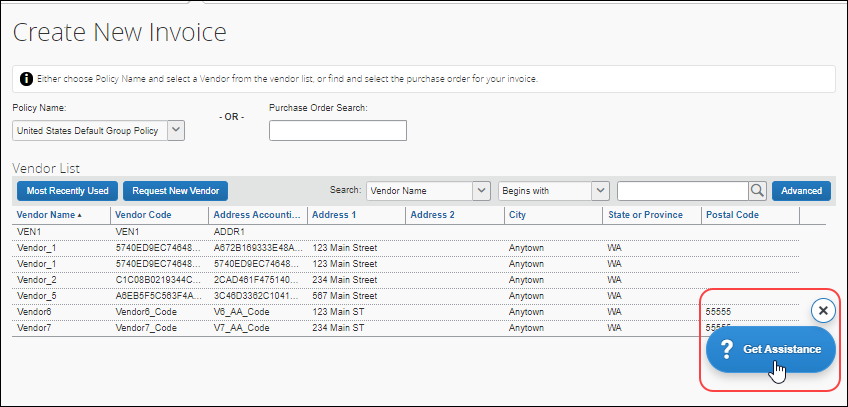 Create New Invoice
Either choose Policy Name and select a Vendor from the vendor list, or find and select the purchase order for your invoice.
Policy Name:
- OR -
Purchase Order Search:
United States Default Group Policy
Vendor List
Most Recently Used Request New Vendor Search: Vendor Name Begins with Advanced
Vendor Name Vendor Code Address Accounti... Address 1 Address 2 City State or Province Postal Code
VEN1 VEN1 ADDR1
Vendor_1 5740ED9EC74648... A672B169333E48A... 123 Main Street Anytown WA
Vendor_1 5740ED9EC74648... 5740ED9EC74648... 123 Main Street Anytown WA
Vendor_2 C1C08B0219344C... 2CAD461F475140... 234 Main Street Anytown WA
Vendor_5 A6EB5F5C563F4A... 3C46D3362C1041... 567 Main Street Anytown WA
Vendor6 Vendor6_Code V6_AA_Code 123 Main ST Anytown WA 55555
Vendor7 Vendor7_Code V7_AA_Code 234 Main ST Anytown WA 55555
? Get Assistance